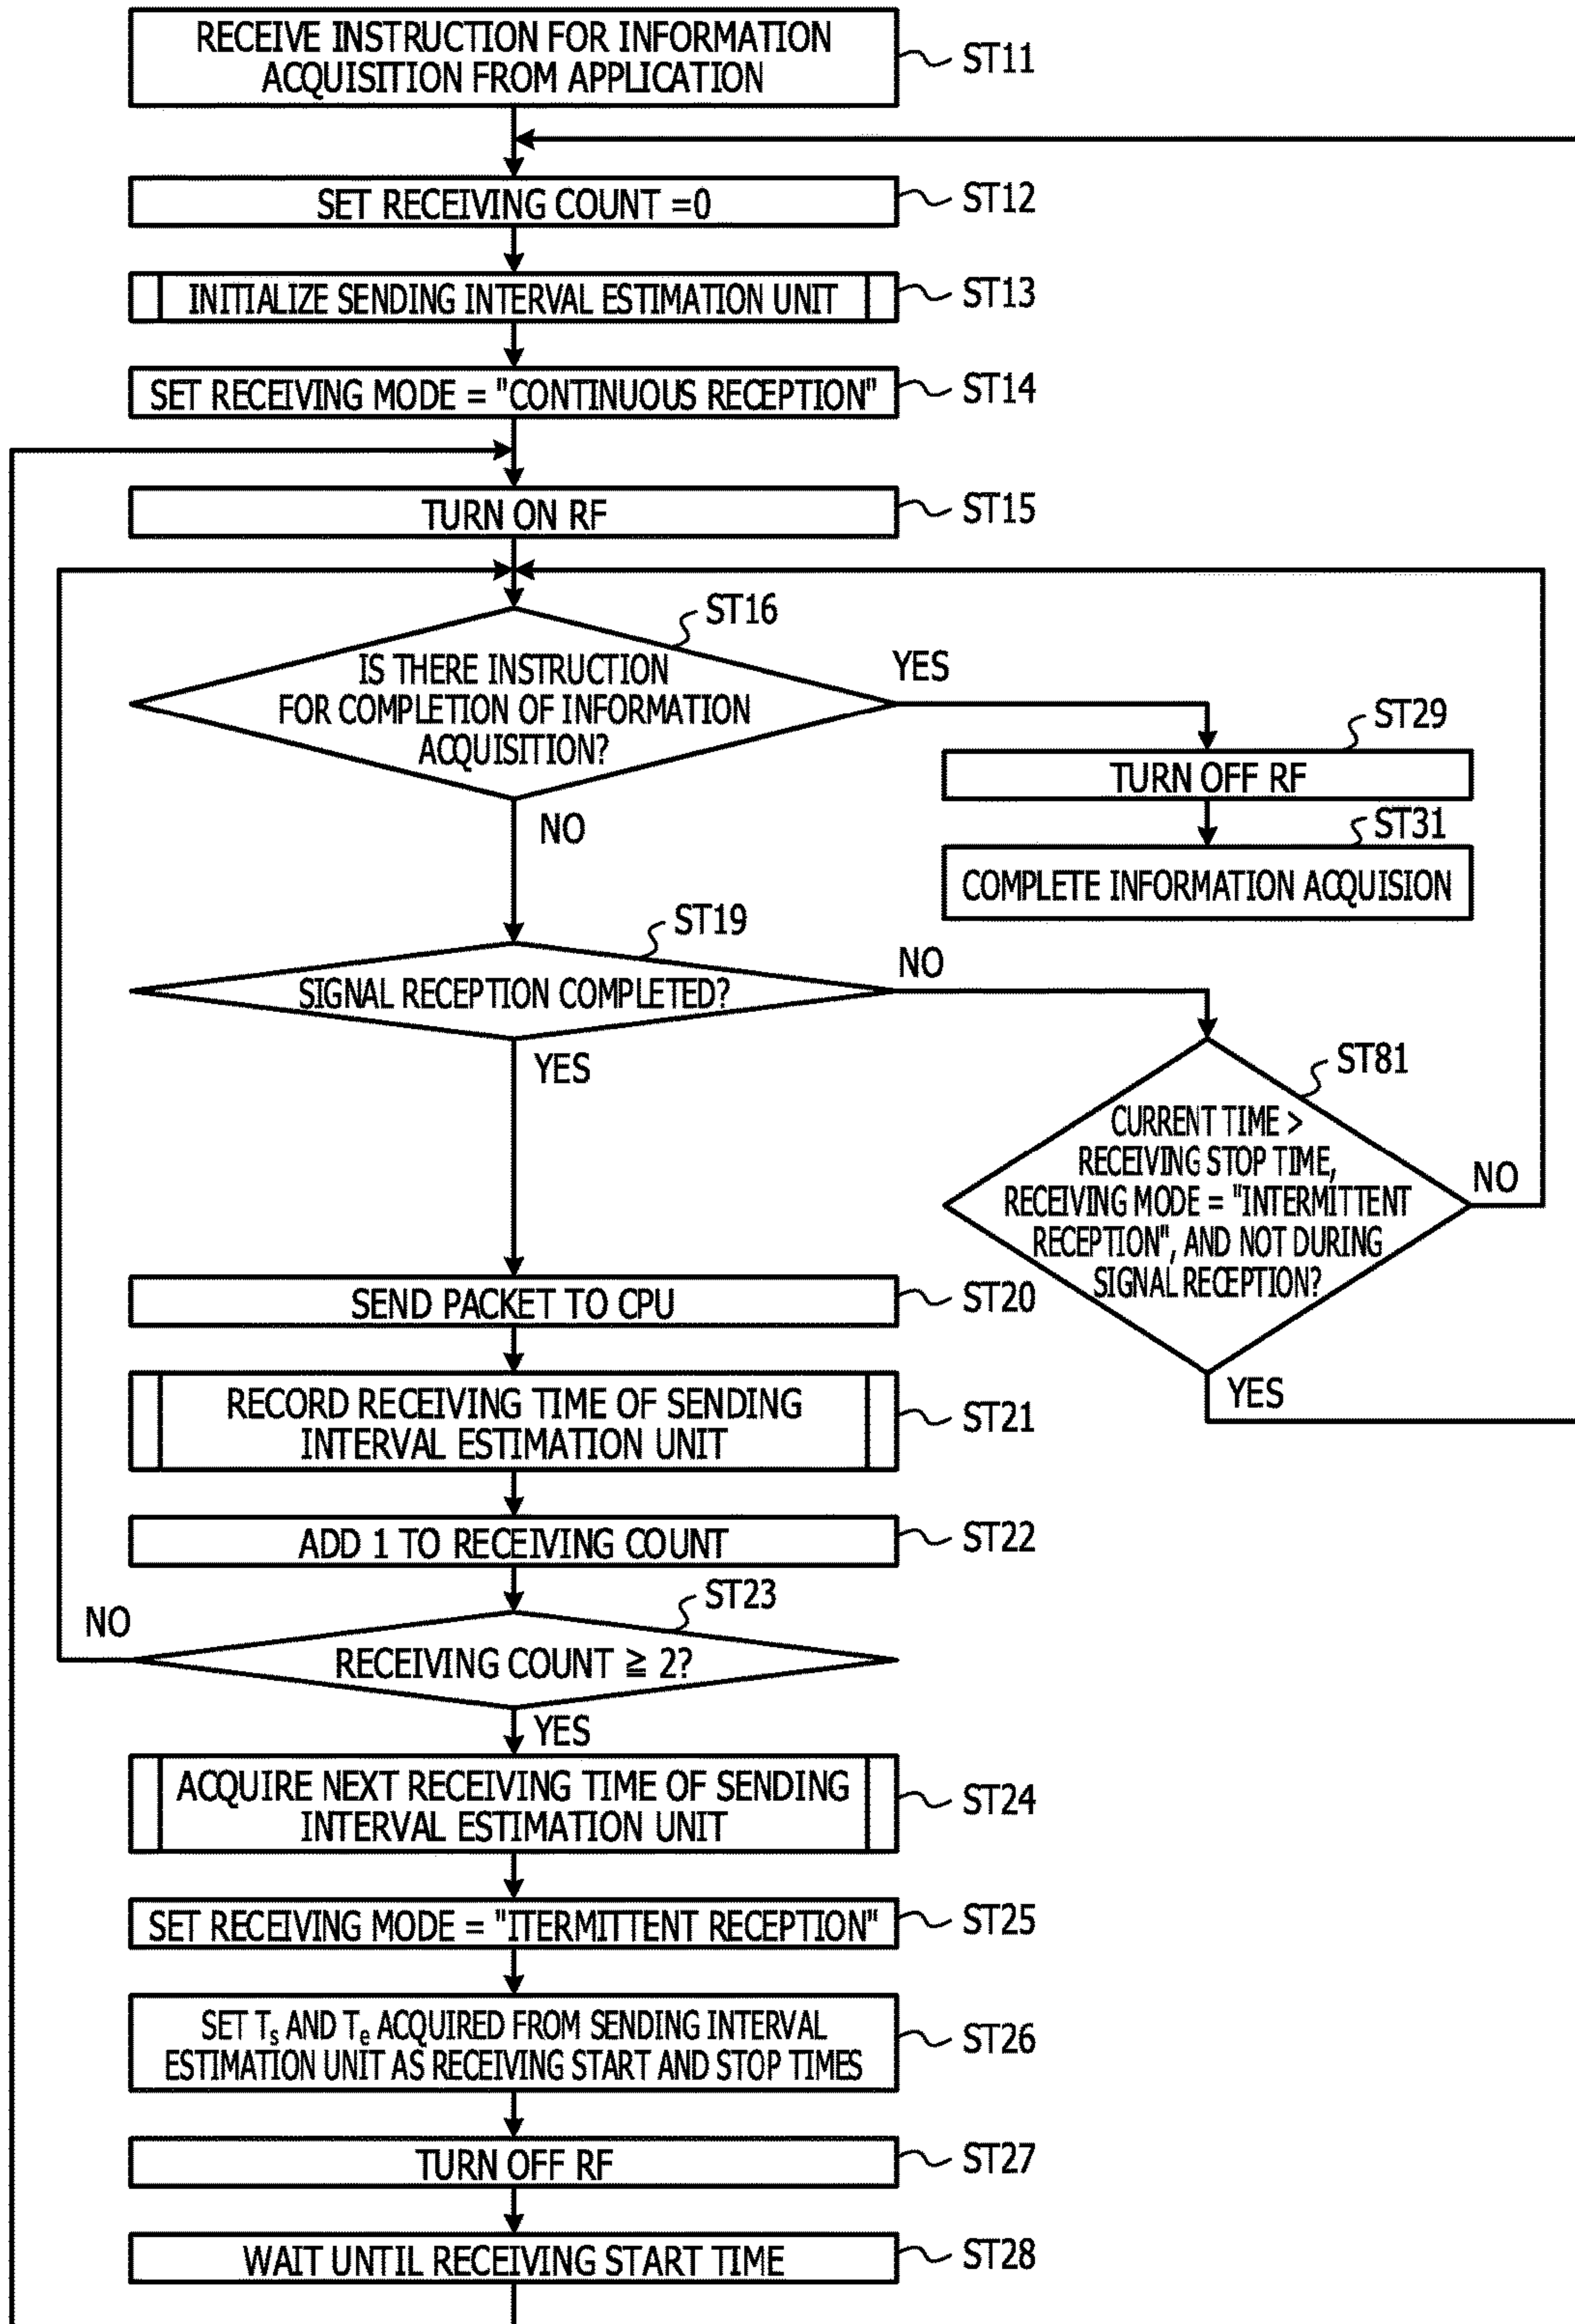 RECEIVE INSTRUCTION FOR INFORMATION
ACQUISITION FROM APPLICATION
ST11
SET RECEIVING COUNT =0
ST12
INITIALIZE SENDING INTERVAL ESTIMATION UNIT
ST13
SET RECEIVING MODE = "CONTINUOUS RECEPTION"
ST14
TURN ON RF
ST15
ST16
IS THERE INSTRUCTION
FOR COMPLETION OF INFORMATION
ACQUISITION?
YES
NO
ST29
TURN OFF RF
ST31
COMPLETE INFORMATION ACQUISION
ST19
SIGNAL RECEPTION COMPLETED?
NO
YES
ST81
CURRENT TIME >
RECEIVING STOP TIME,
RECEIVING MODE = "INTERMITTENT
RECEPTION", AND NOT DURING
SIGNAL RECEPTION?
NO
YES
SEND PACKET TO CPU
ST20
RECORD RECEIVING TIME OF SENDING
INTERVAL ESTIMATION UNIT
ST21
ADD 1 TO RECEIVING COUNT
ST22
ST23
NO
RECEIVING COUNT ≧ 2?
YES
ACQUIRE NEXT RECEIVING TIME OF SENDING
INTERVAL ESTIMATION UNIT
ST24
SET RECEIVING MODE = "ITERMITTENT RECEPTION"
ST25
SET Ts AND Te ACQUIRED FROM SENDING INTERVAL
ESTIMATION UNIT AS RECEIVING START AND STOP TIMES
ST26
TURN OFF RF
ST27
WAIT UNTIL RECEIVING START TIME
ST28